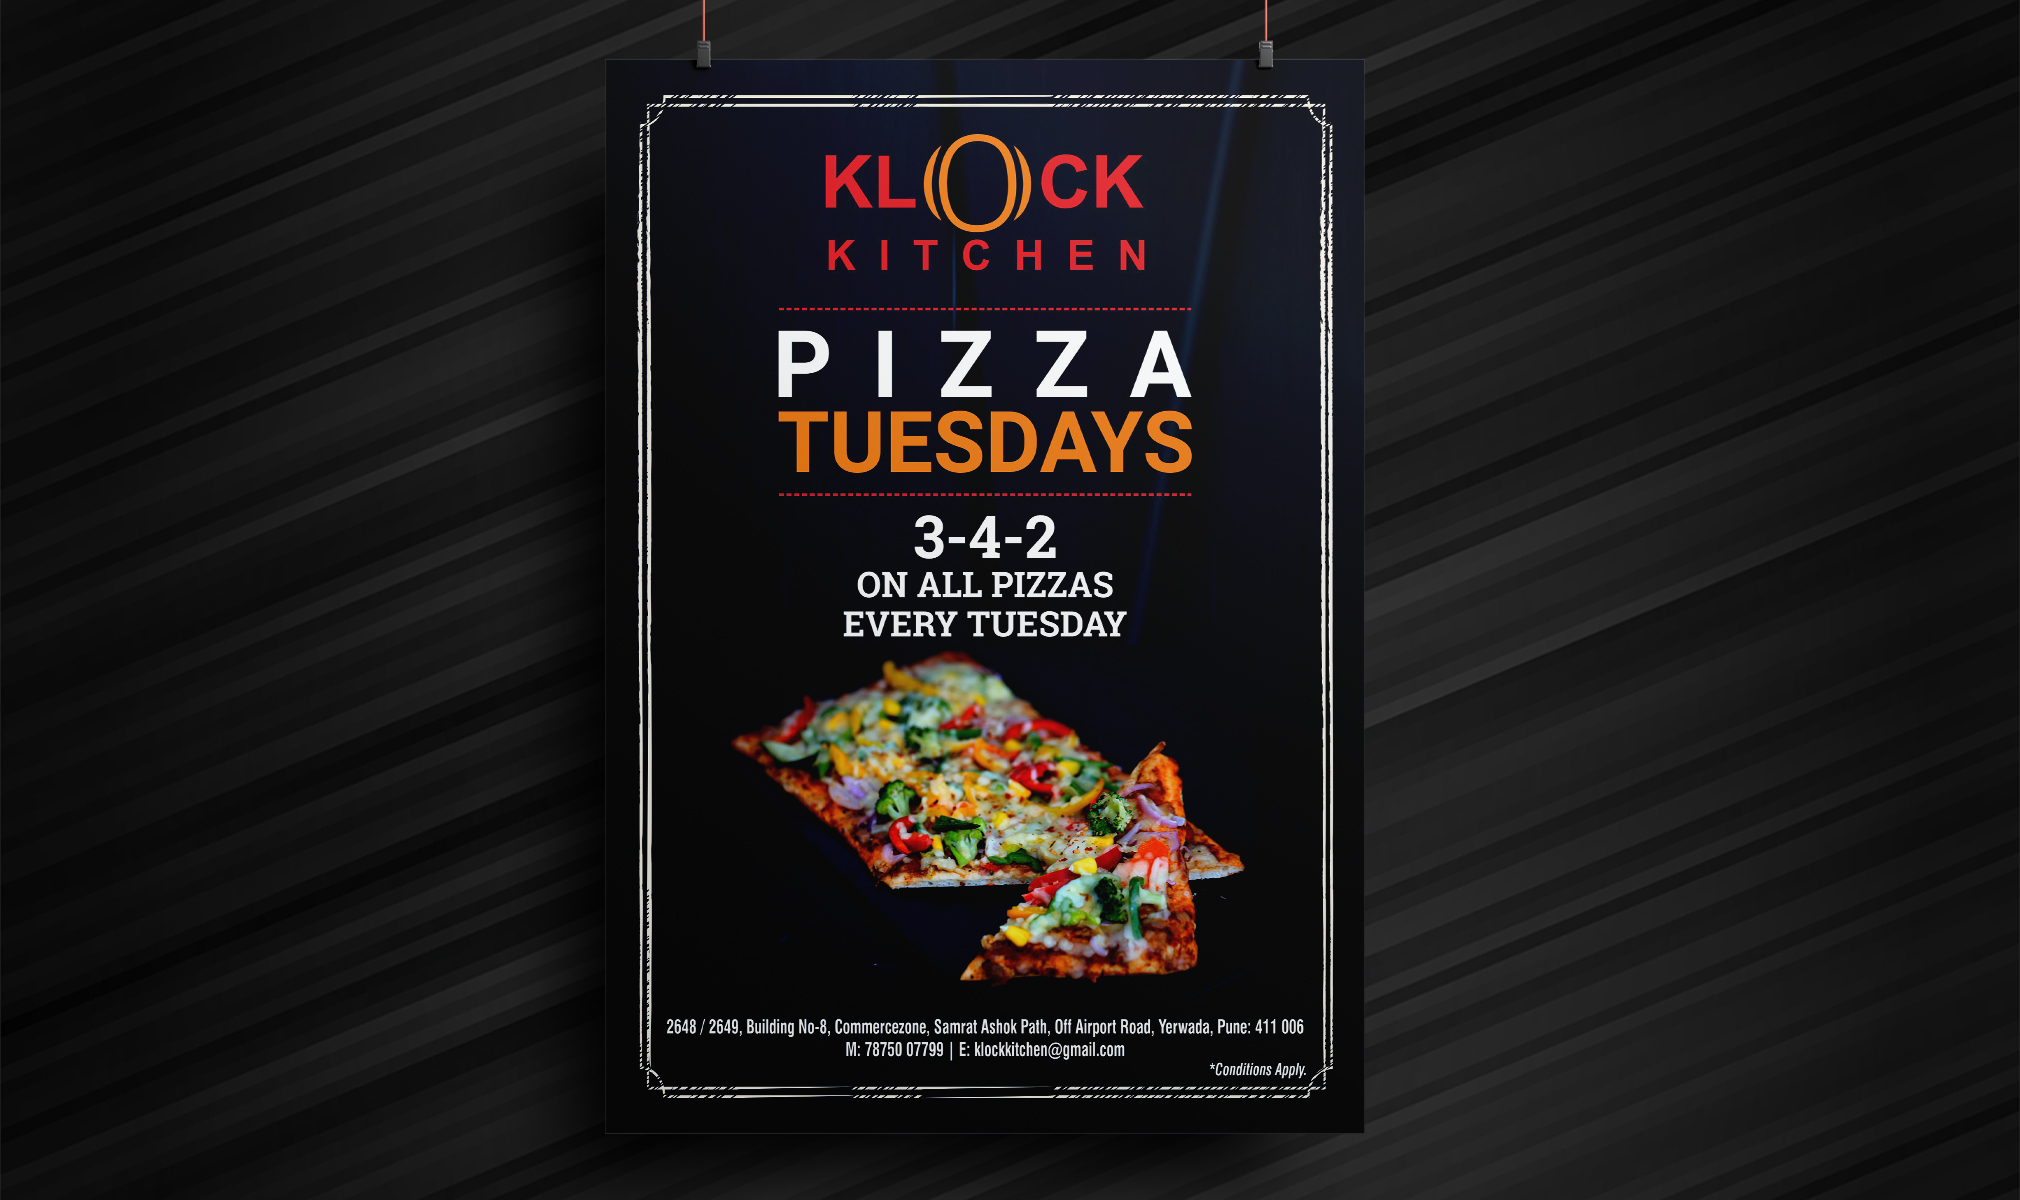 KLOCK
KITCHEN
PIZZA
TUESDAYS
3-4-2
ON ALL PIZZAS
EVERY TUESDAY
2648 / 2649, Building No-8, Commercezone, Samrat Ashok Path, Off Airport Road, Yerwada, Pune: 411 006
M: 78750 07799 | E: klockkitchen@gmail.com
*Conditions Apply.